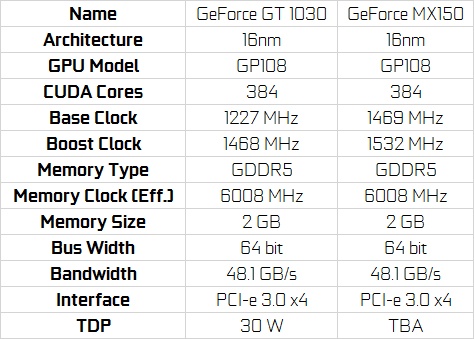 Name GeForce GT 1030 GeForce MX150
Architecture 16nm 16nm
GPU Model GP108 GP108
CUDA Cores 384 384
Base Clock 1227 MHz 1469 MHz
Boost Clock 1468 MHz 1532 MHz
Memory Type GDDR5 GDDR5
Memory Clock (Eff.) 6008 MHz 6008 MHz
Memory Size 2 GB 2 GB
Bus Width 64 bit 64 bit
Bandwidth 48.1 GB/s 48.1 GB/s
Interface PCI-e 3.0 x4 PCI-e 3.0 x4
TDP 30 W TBA